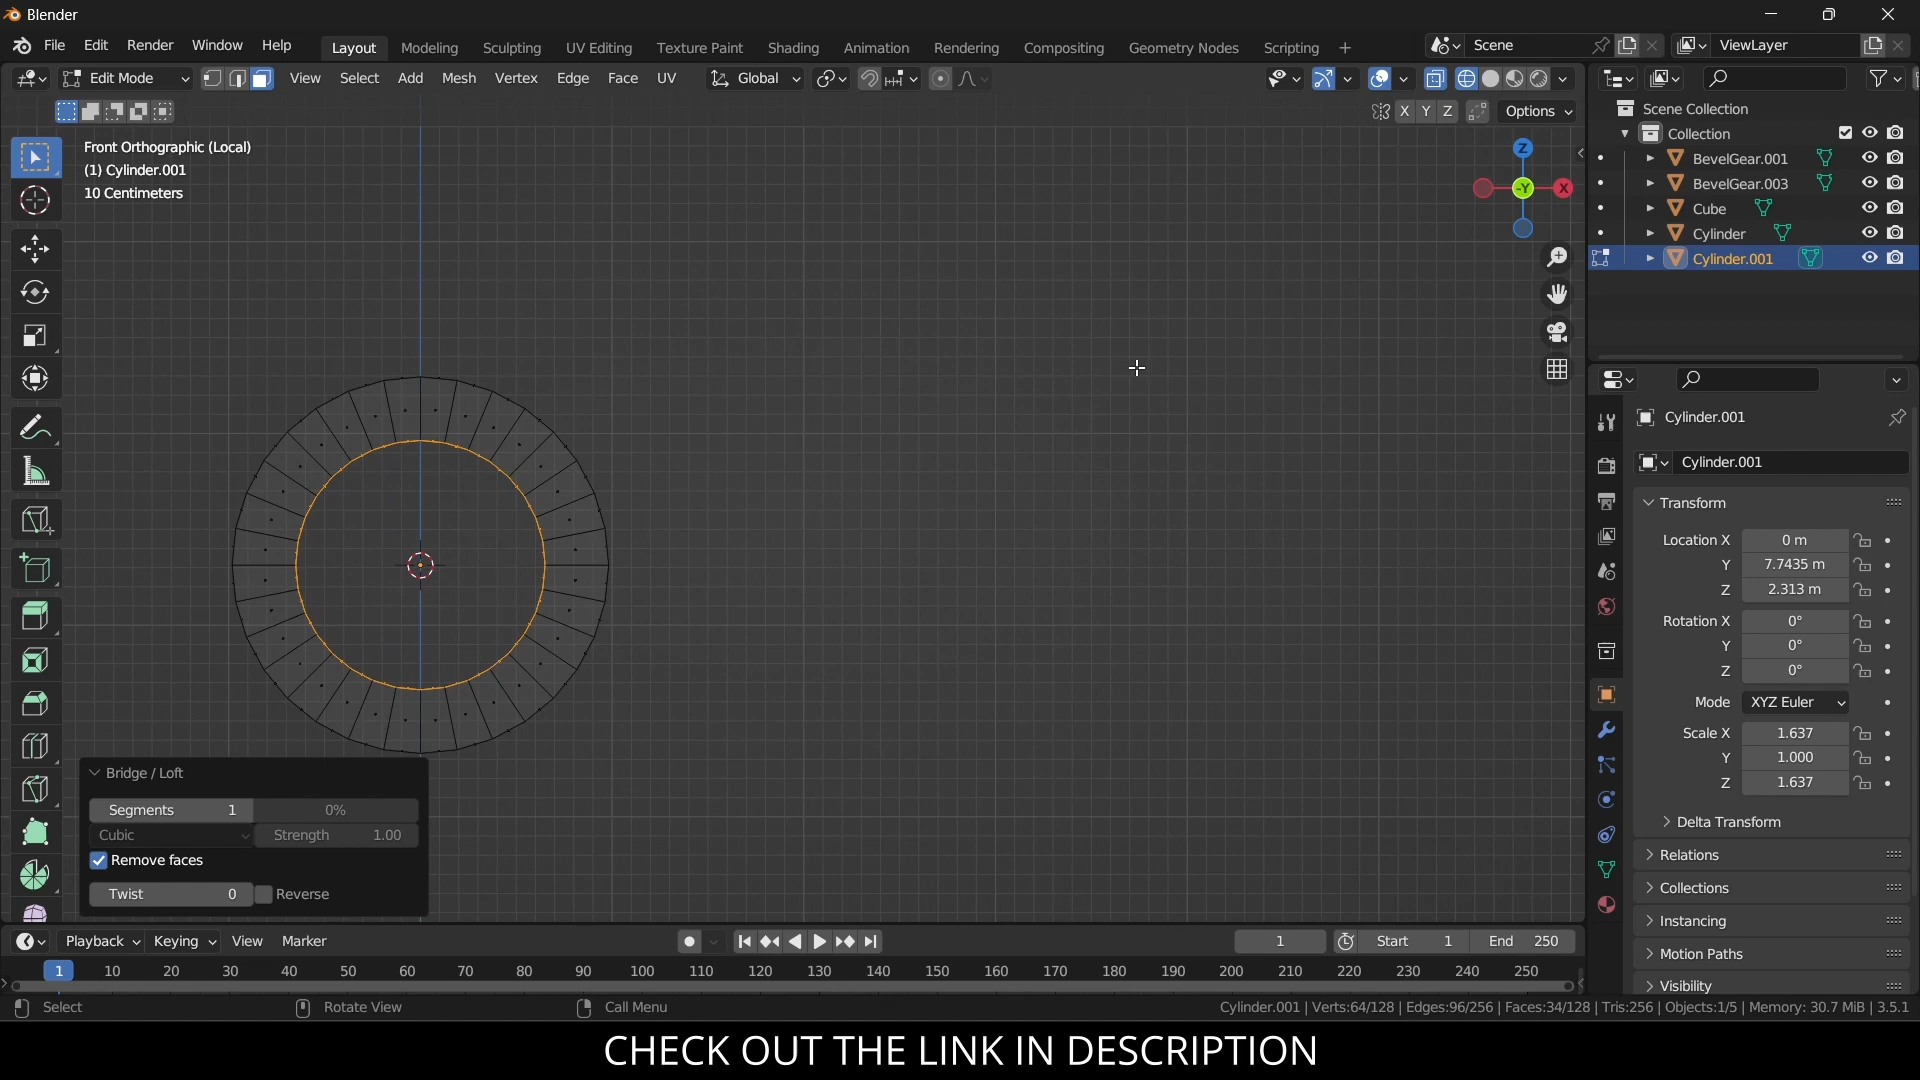 Blender
File Edit Render Window Help Layout Modeling Sculpting UV Editing Texture Paint Shading Animation Rendering Compositing Geometry Nodes Scripting + Scene ViewLayer
Edit Mode View Select Add Mesh Vertex Edge Face UV Global
X Y Z Options
Front Orthographic (Local)
(1) Cylinder.001
10 Centimeters
Z
-Y X
Scene Collection
Collection
BevelGear.001
BevelGear.003
Cube
Cylinder
Cylinder.001
Cylinder.001
Cylinder.001
Transform
Location X 0 m
Y 7.7435 m
Z 2.313 m
Rotation X 0°
Y 0°
Z 0°
Mode XYZ Euler
Scale X 1.637
Y 1.000
Z 1.637
Delta Transform
Relations
Collections
Instancing
Motion Paths
Visibility
Bridge / Loft
Segments 1 0%
Cubic Strength 1.00
Remove faces
Twist 0 Reverse
Playback Keying View Marker 1 Start 1 End 250
1 10 20 30 40 50 60 70 80 90 100 110 120 130 140 150 160 170 180 190 200 210 220 230 240 250
Select Rotate View Call Menu Cylinder.001 | Verts:64/128 | Edges:96/256 | Faces:34/128 | Tris:256 | Objects:1/5 | Memory: 30.7 MiB | 3.5.1
CHECK OUT THE LINK IN DESCRIPTION